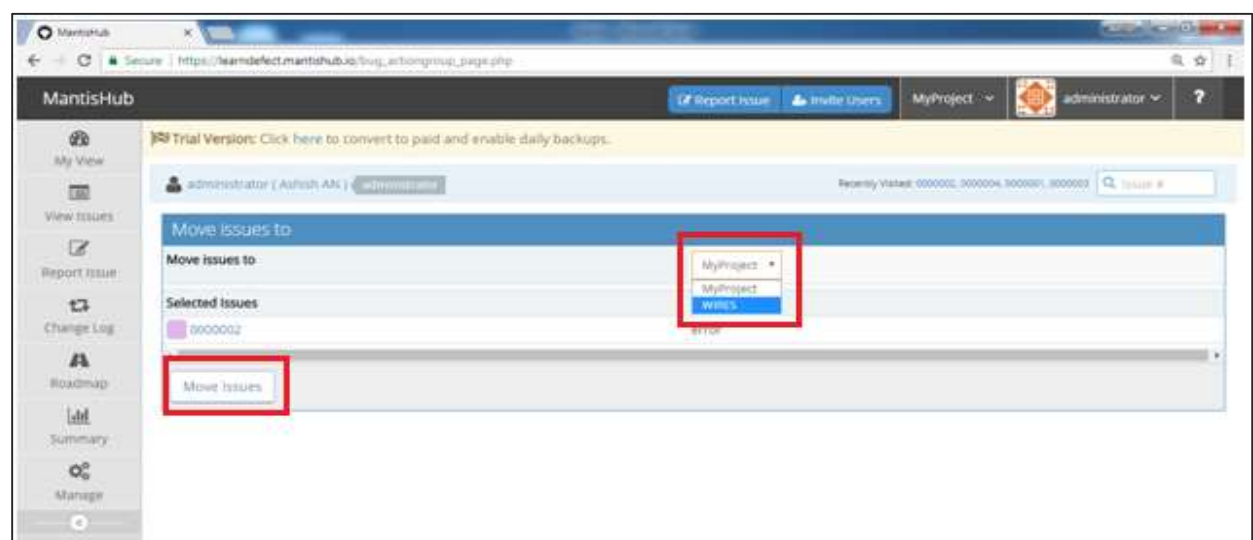 MantisHub
Secure | https://learndefect.mantishub.io/bug_actiongroup_page.php
MantisHub Report Issue Invite Users MyProject administrator ?
Trial Version: Click here to convert to paid and enable daily backups.
My View
administrator ( Ashish AN ) administrator Recently Visited: 0000002, 0000004, 0000001, 0000003 Issue #
View Issues
Move issues to
Report Issue
Move issues to MyProject
MyProject
Selected Issues WIRES
Change Log
0000002 error
Roadmap
Move Issues
Summary
Manage